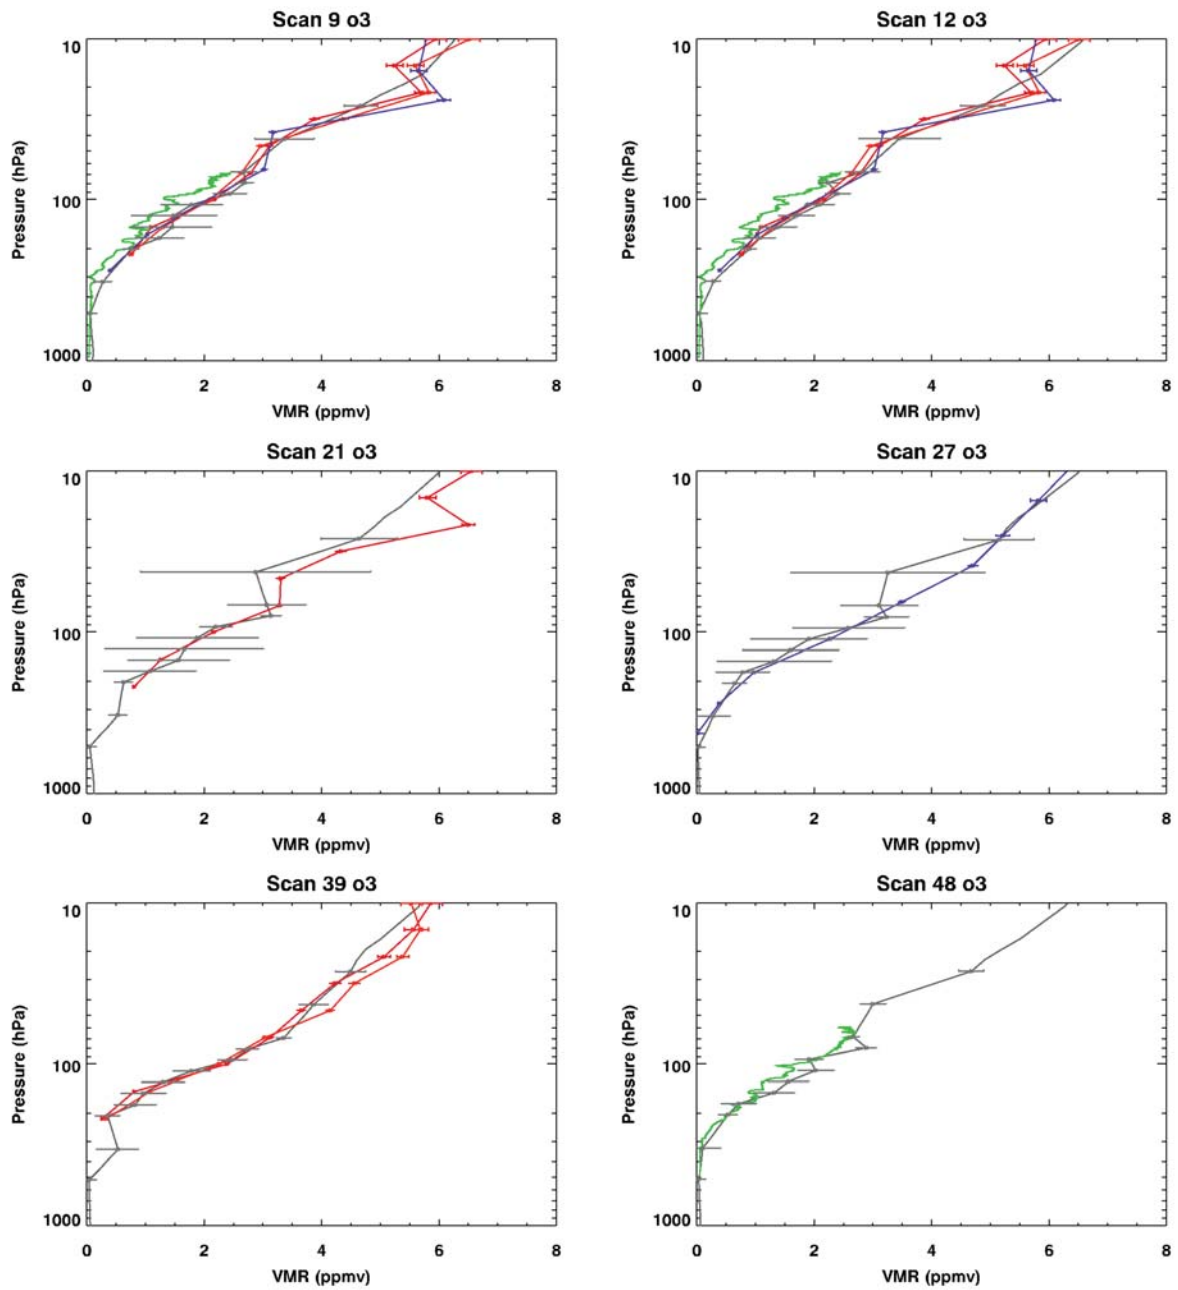 Scan 9 o3
10
100
1000
Pressure (hPa)
0 2 4 6 8
VMR (ppmv)
Scan 12 o3
10
100
1000
Pressure (hPa)
0 2 4 6 8
VMR (ppmv)
Scan 21 o3
10
100
1000
Pressure (hPa)
0 2 4 6 8
VMR (ppmv)
Scan 27 o3
10
100
1000
Pressure (hPa)
0 2 4 6 8
VMR (ppmv)
Scan 39 o3
10
100
1000
Pressure (hPa)
0 2 4 6 8
VMR (ppmv)
Scan 48 o3
10
100
1000
Pressure (hPa)
0 2 4 6 8
VMR (ppmv)